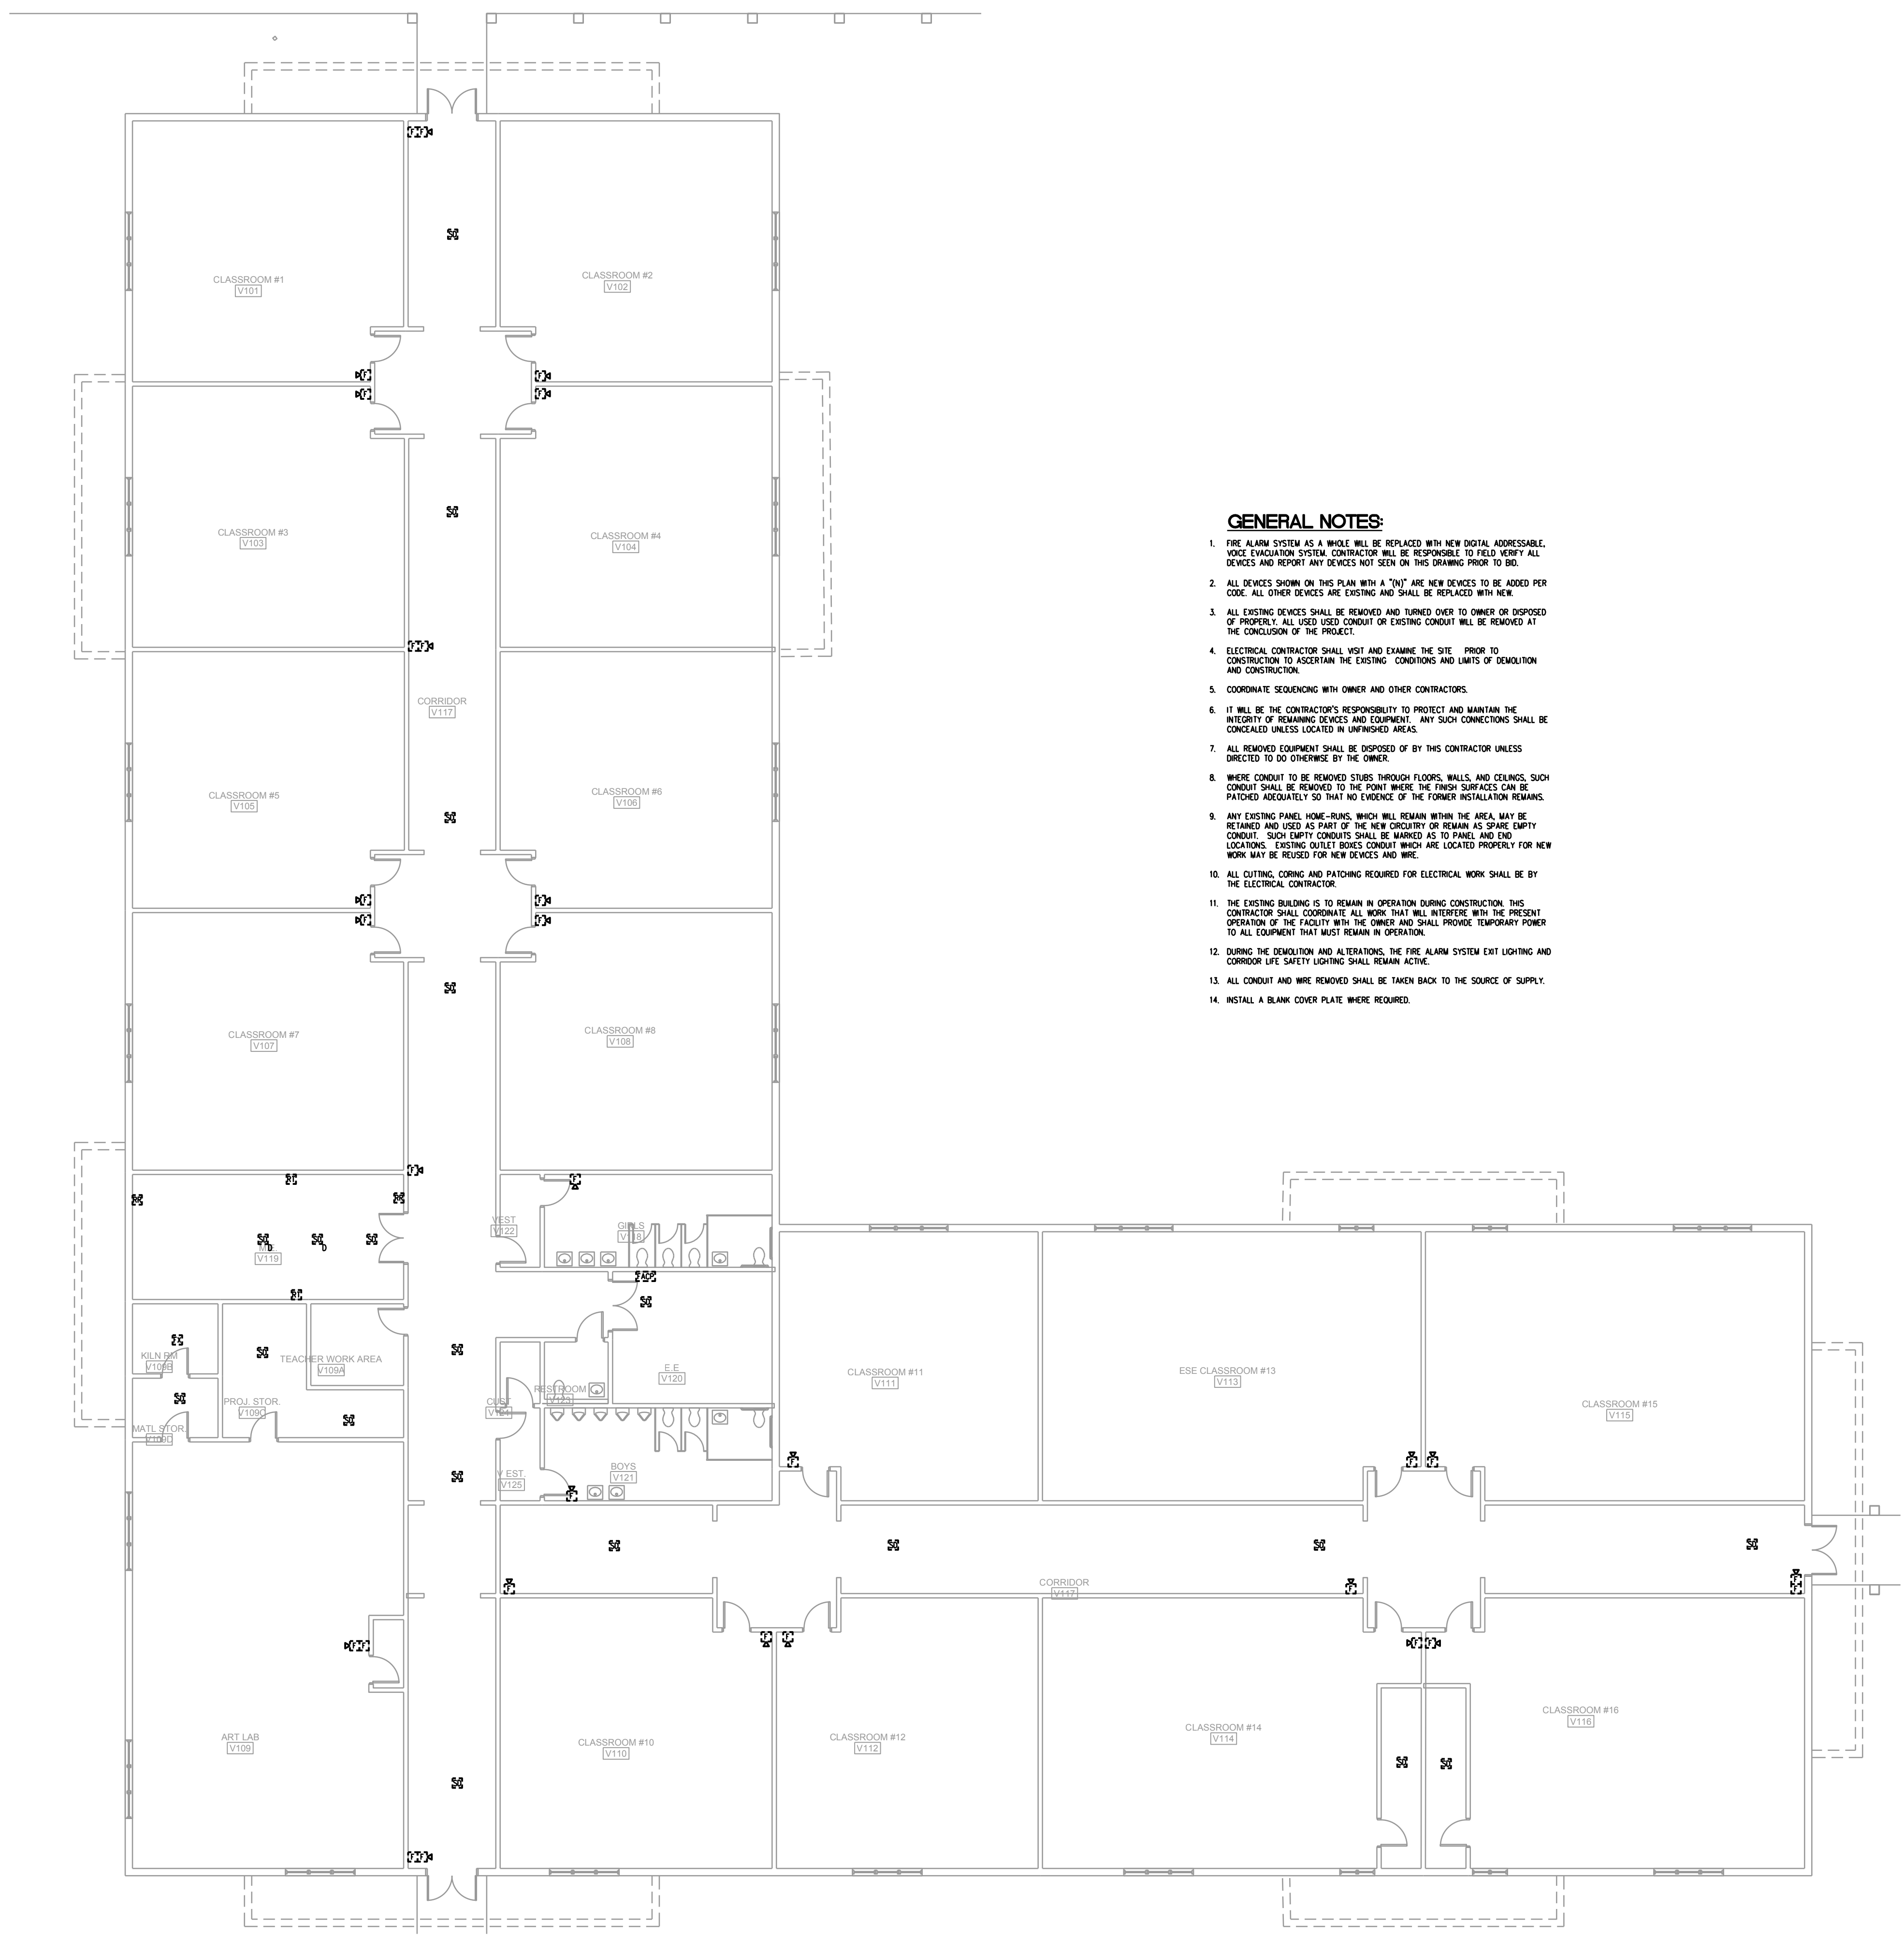 CLASSROOM #1
V101
CLASSROOM #2
V102
CLASSROOM #3
V103
CLASSROOM #4
V104
CORRIDOR
V117
CLASSROOM #5
V105
CLASSROOM #6
V106
CLASSROOM #7
V107
CLASSROOM #8
V108
GENERAL NOTES:
1. FIRE ALARM SYSTEM AS A WHOLE WILL BE REPLACED WITH NEW DIGITAL ADDRESSABLE,
VOICE EVACUATION SYSTEM. CONTRACTOR WILL BE RESPONSIBLE TO FIELD VERIFY ALL
DEVICES AND REPORT ANY DEVICES NOT SEEN ON THIS DRAWING PRIOR TO BID.
2. ALL DEVICES SHOWN ON THIS PLAN WITH A "(N)" ARE NEW DEVICES TO BE ADDED PER
CODE. ALL OTHER DEVICES ARE EXISTING AND SHALL BE REPLACED WITH NEW.
3. ALL EXISTING DEVICES SHALL BE REMOVED AND TURNED OVER TO OWNER OR DISPOSED
OF PROPERLY. ALL USED USED CONDUIT OR EXISTING CONDUIT WILL BE REMOVED AT
THE CONCLUSION OF THE PROJECT.
4. ELECTRICAL CONTRACTOR SHALL VISIT AND EXAMINE THE SITE PRIOR TO
CONSTRUCTION TO ASCERTAIN THE EXISTING CONDITIONS AND LIMITS OF DEMOLITION
AND CONSTRUCTION.
5. COORDINATE SEQUENCING WITH OWNER AND OTHER CONTRACTORS.
6. IT WILL BE THE CONTRACTOR'S RESPONSIBILITY TO PROTECT AND MAINTAIN THE
INTEGRITY OF REMAINING DEVICES AND EQUIPMENT. ANY SUCH CONNECTIONS SHALL BE
CONCEALED UNLESS LOCATED IN UNFINISHED AREAS.
7. ALL REMOVED EQUIPMENT SHALL BE DISPOSED OF BY THIS CONTRACTOR UNLESS
DIRECTED TO DO OTHERWISE BY THE OWNER.
8. WHERE CONDUIT TO BE REMOVED STUBS THROUGH FLOORS, WALLS, AND CEILINGS, SUCH
CONDUIT SHALL BE REMOVED TO THE POINT WHERE THE FINISH SURFACES CAN BE
PATCHED ADEQUATELY SO THAT NO EVIDENCE OF THE FORMER INSTALLATION REMAINS.
9. ANY EXISTING PANEL HOME-RUNS, WHICH WILL REMAIN WITHIN THE AREA, MAY BE
RETAINED AND USED AS PART OF THE NEW CIRCUITRY OR REMAIN AS SPARE EMPTY
CONDUIT. SUCH EMPTY CONDUITS SHALL BE MARKED AS TO PANEL AND END
LOCATIONS. EXISTING OUTLET BOXES CONDUIT WHICH ARE LOCATED PROPERLY FOR NEW
WORK MAY BE REUSED FOR NEW DEVICES AND WIRE.
10. ALL CUTTING, CORING AND PATCHING REQUIRED FOR ELECTRICAL WORK SHALL BE BY
THE ELECTRICAL CONTRACTOR.
11. THE EXISTING BUILDING IS TO REMAIN IN OPERATION DURING CONSTRUCTION. THIS
CONTRACTOR SHALL COORDINATE ALL WORK THAT WILL INTERFERE WITH THE PRESENT
OPERATION OF THE FACILITY WITH THE OWNER AND SHALL PROVIDE TEMPORARY POWER
TO ALL EQUIPMENT THAT MUST REMAIN IN OPERATION.
12. DURING THE DEMOLITION AND ALTERATIONS, THE FIRE ALARM SYSTEM EXIT LIGHTING AND
CORRIDOR LIFE SAFETY LIGHTING SHALL REMAIN ACTIVE.
13. ALL CONDUIT AND WIRE REMOVED SHALL BE TAKEN BACK TO THE SOURCE OF SUPPLY.
14. INSTALL A BLANK COVER PLATE WHERE REQUIRED.
VEST
V122
GIRLS
V118
V119
KILN RM
V109B
TEACHER WORK AREA
V109A
PROJ. STOR.
V109C
MATL STOR.
V109D
CUST.
RESTROOM
V123
E.E
V120
V EST.
V125
BOYS
V121
CLASSROOM #11
V111
ESE CLASSROOM #13
V113
CLASSROOM #15
V115
CORRIDOR
V117
ART LAB
V109
CLASSROOM #10
V110
CLASSROOM #12
V112
CLASSROOM #14
V114
CLASSROOM #16
V116